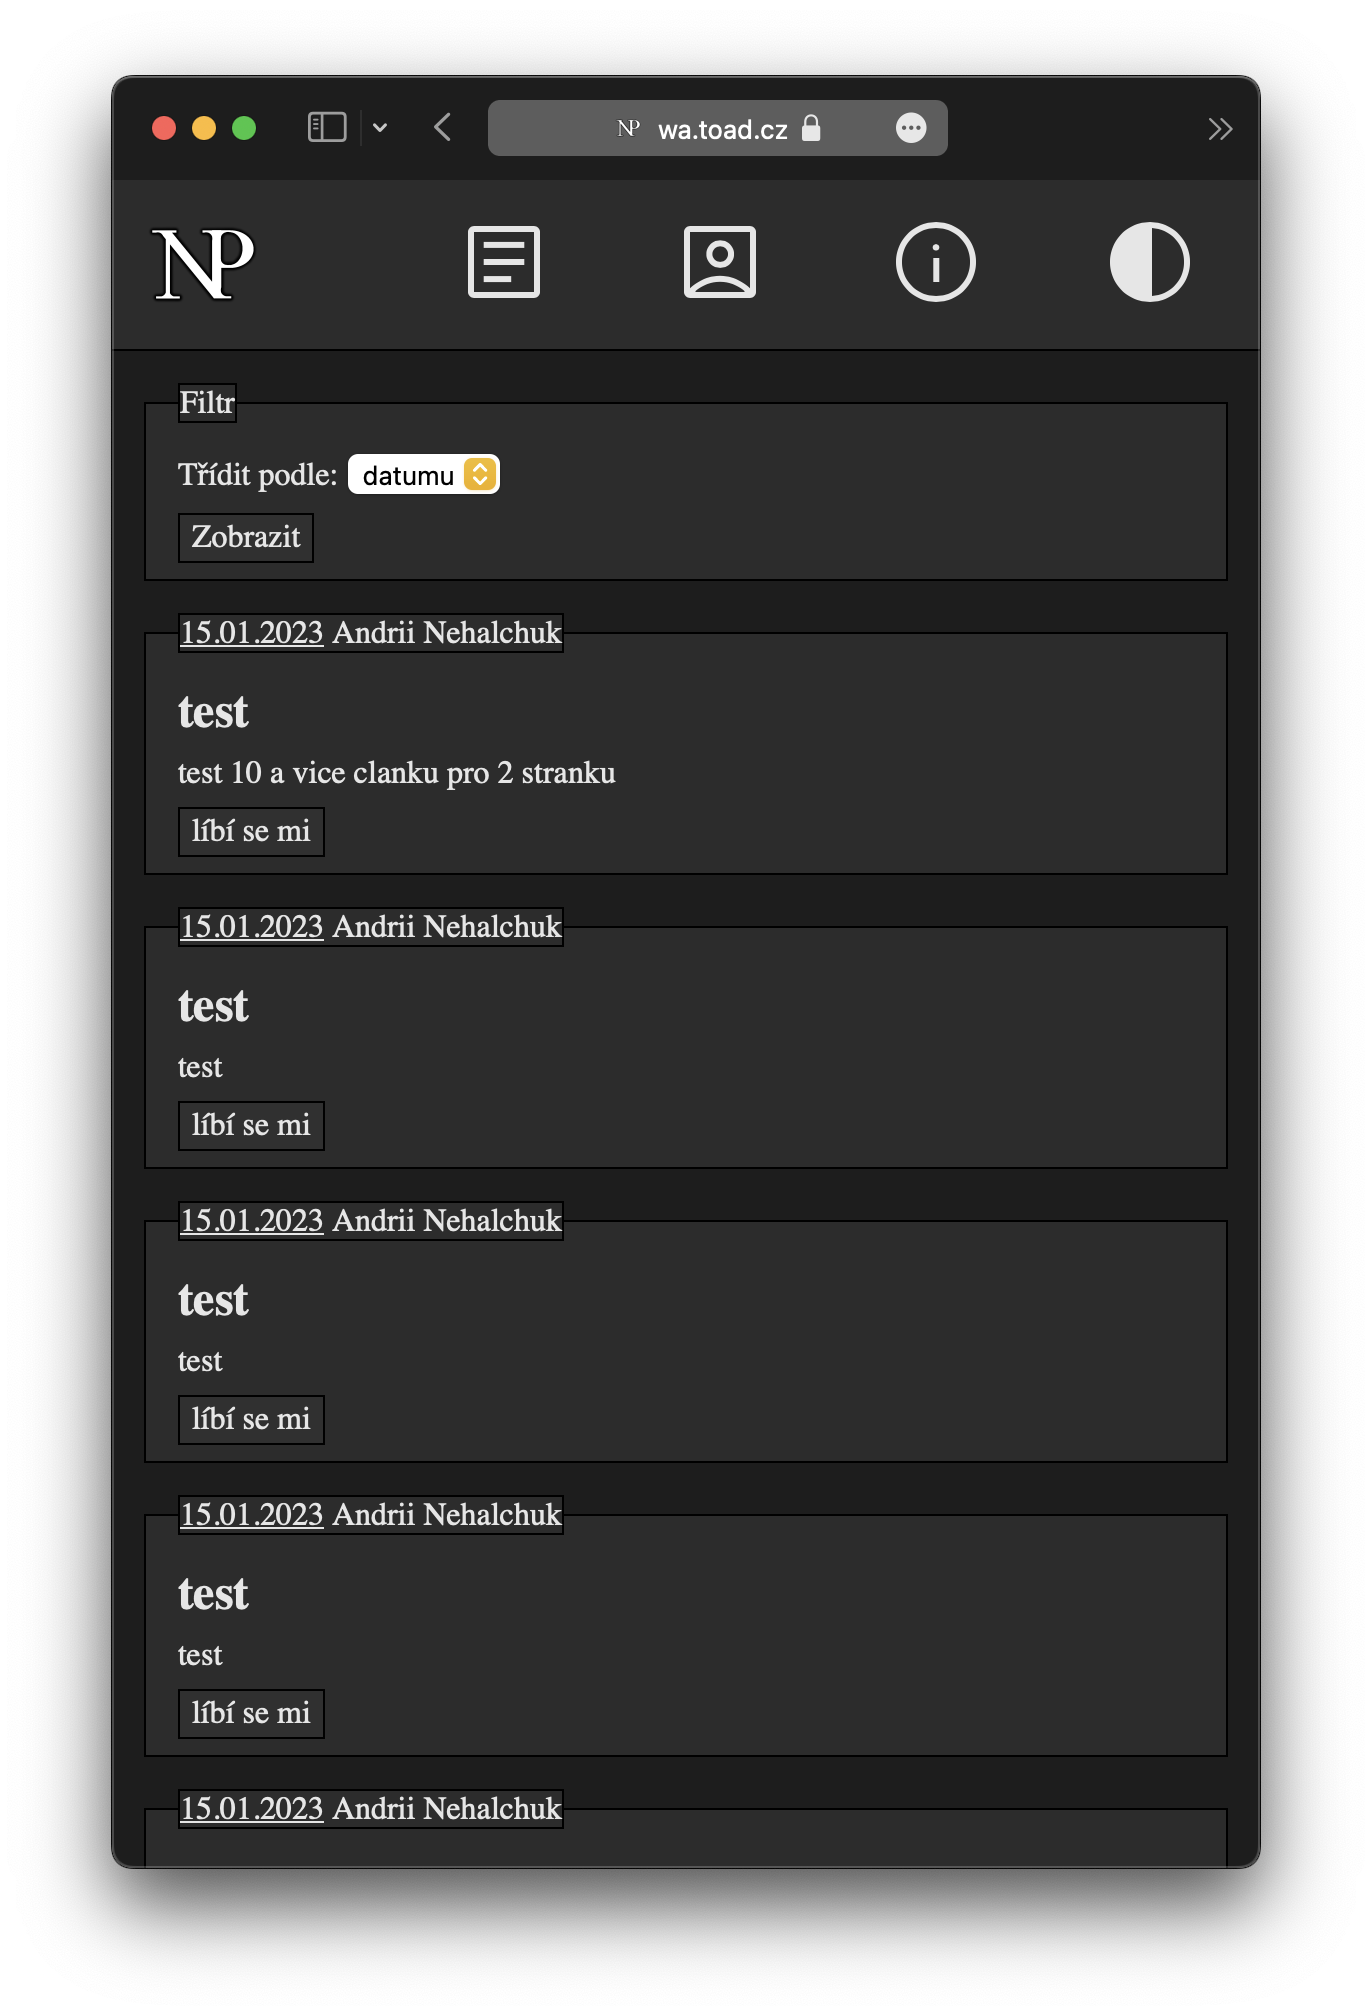 NP wa.toad.cz
NP
Filtr
Třídit podle: datumu
Zobrazit
15.01.2023 Andrii Nehalchuk
test
test 10 a vice clanku pro 2 stranku
líbí se mi
15.01.2023 Andrii Nehalchuk
test
test
líbí se mi
15.01.2023 Andrii Nehalchuk
test
test
líbí se mi
15.01.2023 Andrii Nehalchuk
test
test
líbí se mi
15.01.2023 Andrii Nehalchuk